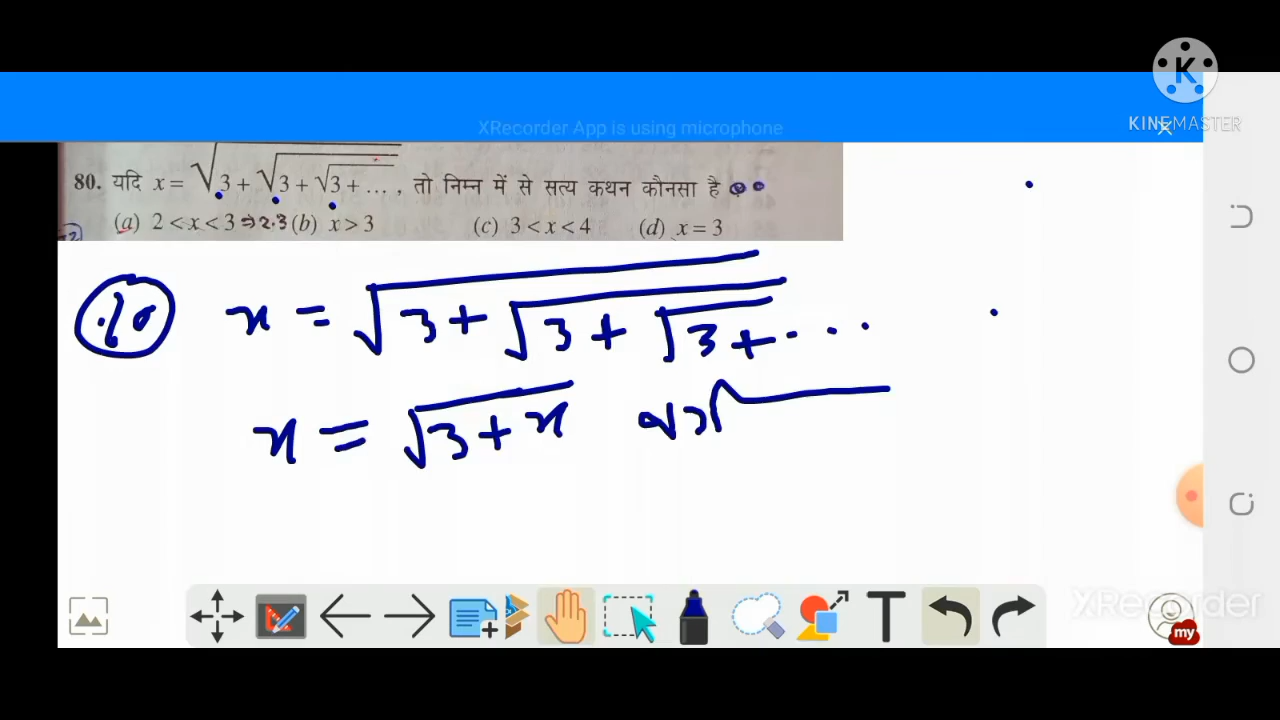 K
KINEMASTER
XRecorder App is using microphone
80. यदि x = √3 + √3 + √3 + ... , तो निम्न में से सत्य कथन कौनसा है
(a) 2 < x < 3 ⇒ 2.3 (b) x > 3 (c) 3 < x < 4 (d) x = 3
x = √3 + √3 + √3 + ...
x = √3 + x
T
XRecorder
my